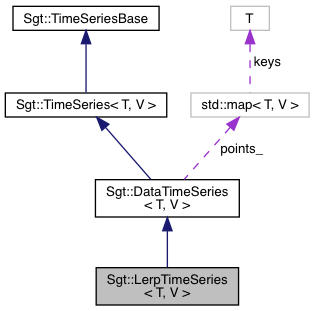 Sgt::TimeSeriesBase
T
keys
Sgt::TimeSeries< T, V >
std::map< T, V >
points_
Sgt::DataTimeSeries
< T, V >
Sgt::LerpTimeSeries
< T, V >